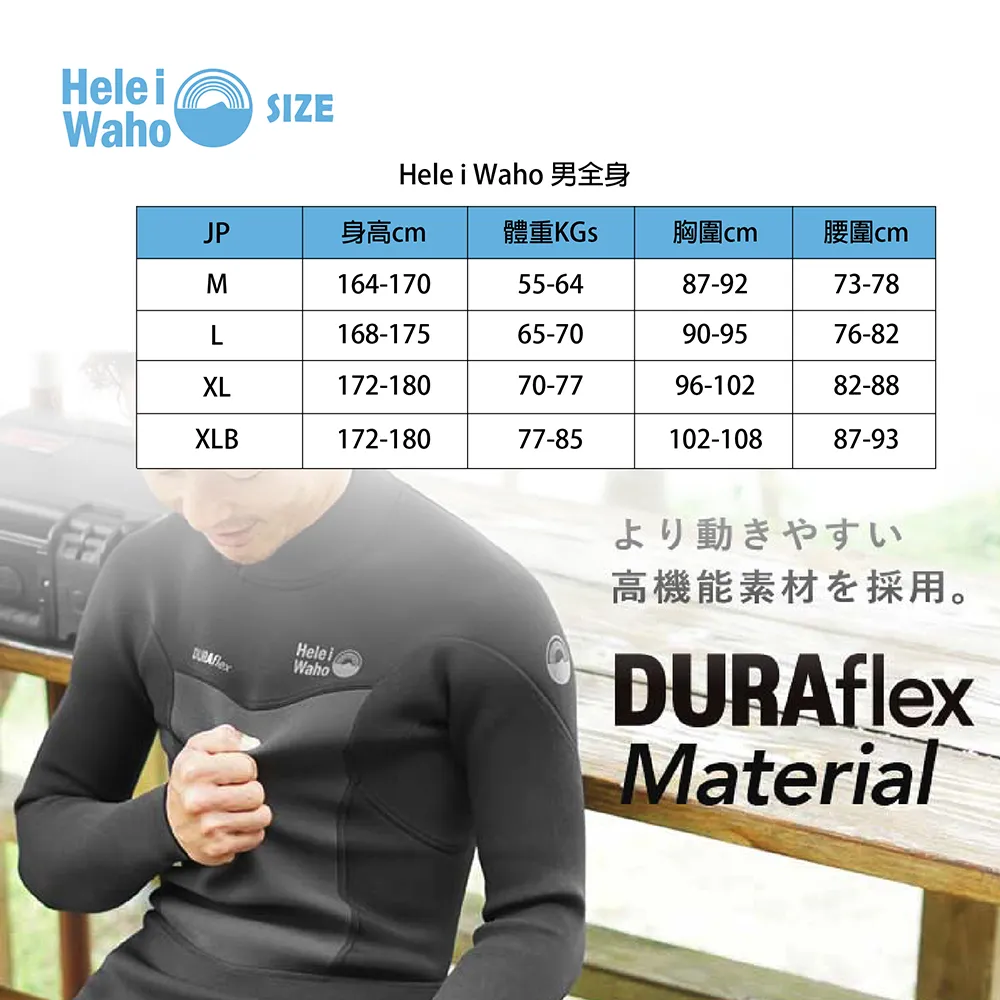 Hele i
Waho
SIZE
Hele i Waho 男全身
JP 身高cm 體重KGs 胸圍cm 腰圍cm
M 164-170 55-64 87-92 73-78
L 168-175 65-70 90-95 76-82
XL 172-180 70-77 96-102 82-88
XLB 172-180 77-85 102-108 87-93
より動きやすい
高機能素材を採用。
DURAflex
Material
DURAflex
Hele i
Waho